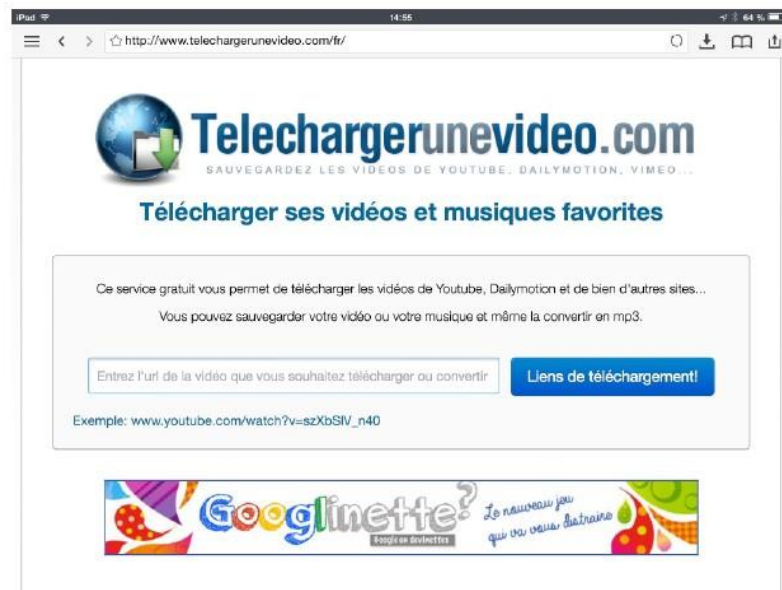 iPad 14:55 64 %
http://www.telechargerunevideo.com/fr/
Telechargerunevideo.com
SAUVEGARDEZ LES VIDEOS DE YOUTUBE, DAILYMOTION, VIMEO...
Télécharger ses vidéos et musiques favorites
Ce service gratuit vous permet de télécharger les vidéos de Youtube, Dailymotion et de bien d'autres sites...
Vous pouvez sauvegarder votre vidéo ou votre musique et même la convertir en mp3.
Entrez l'url de la vidéo que vous souhaitez télécharger ou convertir
Liens de téléchargement!
Exemple: www.youtube.com/watch?v=szXbSIV_n40
Googlinette?
Google en devinettes
Le nouveau jeu
qui va vous distraire